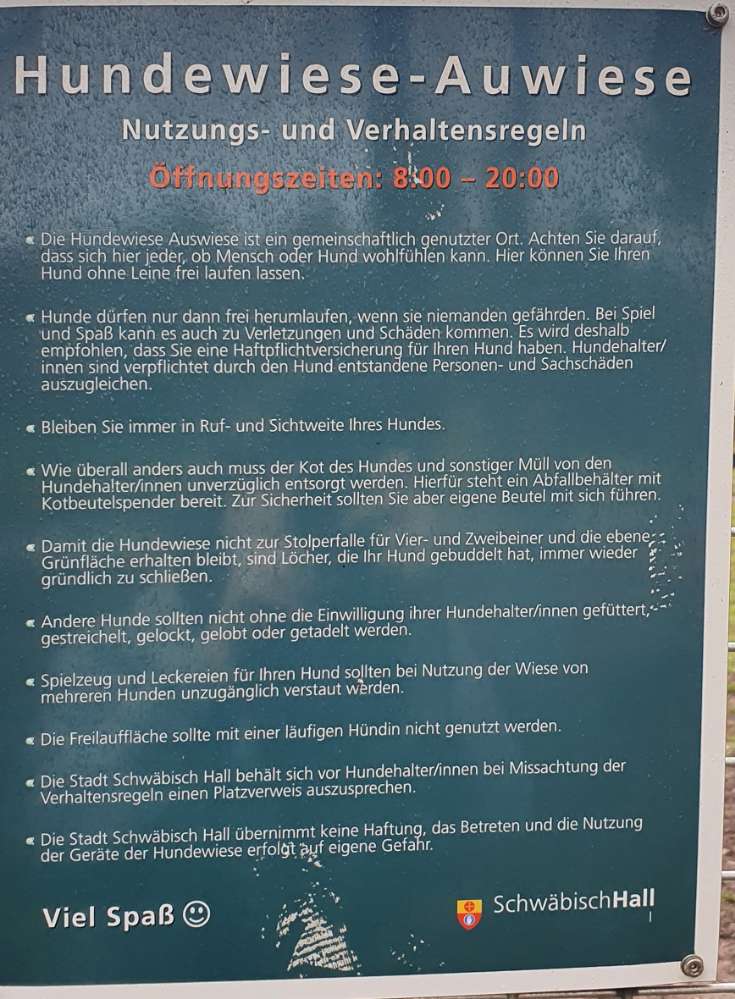 Hundewiese-Auwiese
Nutzungs- und Verhaltensregeln
Öffnungszeiten: 8:00 – 20:00
Die Hundewiese Auswiese ist ein gemeinschaftlich genutzter Ort. Achten Sie darauf,
dass sich hier jeder, ob Mensch oder Hund wohlfühlen kann. Hier können Sie Ihren
Hund ohne Leine frei laufen lassen.
Hunde dürfen nur dann frei herumlaufen, wenn sie niemanden gefährden. Bei Spiel
und Spaß kann es auch zu Verletzungen und Schäden kommen. Es wird deshalb
empfohlen, dass Sie eine Haftpflichtversicherung für Ihren Hund haben. Hundehalter/
innen sind verpflichtet durch den Hund entstandene Personen- und Sachschäden
auszugleichen.
Bleiben Sie immer in Ruf- und Sichtweite Ihres Hundes.
Wie überall anders auch muss der Kot des Hundes und sonstiger Müll von den
Hundehalter/innen unverzüglich entsorgt werden. Hierfür steht ein Abfallbehälter mit
Kotbeutelspender bereit. Zur Sicherheit sollten Sie aber eigene Beutel mit sich führen.
Damit die Hundewiese nicht zur Stolperfalle für Vier- und Zweibeiner und die ebene
Grünfläche erhalten bleibt, sind Löcher, die Ihr Hund gebuddelt hat, immer wieder
gründlich zu schließen.
Andere Hunde sollten nicht ohne die Einwilligung ihrer Hundehalter/innen gefüttert,
gestreichelt, gelockt, gelobt oder getadelt werden.
Spielzeug und Leckereien für Ihren Hund sollten bei Nutzung der Wiese von
mehreren Hunden unzugänglich verstaut werden.
Die Freilauffläche sollte mit einer läufigen Hündin nicht genutzt werden.
Die Stadt Schwäbisch Hall behält sich vor Hundehalter/innen bei Missachtung der
Verhaltensregeln einen Platzverweis auszusprechen.
Die Stadt Schwäbisch Hall übernimmt keine Haftung, das Betreten und die Nutzung
der Geräte der Hundewiese erfolgt auf eigene Gefahr.
Viel Spaß ☺
SchwäbischHall